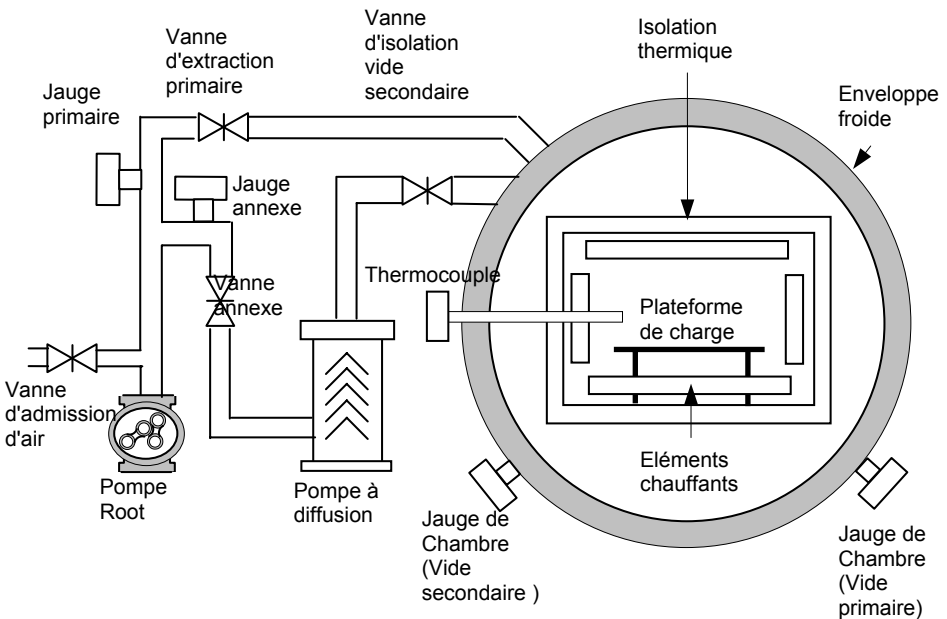 Vanne
d'extraction
primaire
Vanne
d'isolation
vide
secondaire
Isolation
thermique
Jauge
primaire
Enveloppe
froide
Jauge
annexe
Thermocouple
Vanne
annexe
Plateforme
de charge
Vanne
d'admission
d'air
Pompe
Root
Pompe à
diffusion
Eléments
chauffants
Jauge de
Chambre
(Vide
secondaire )
Jauge de
Chambre
(Vide
primaire)